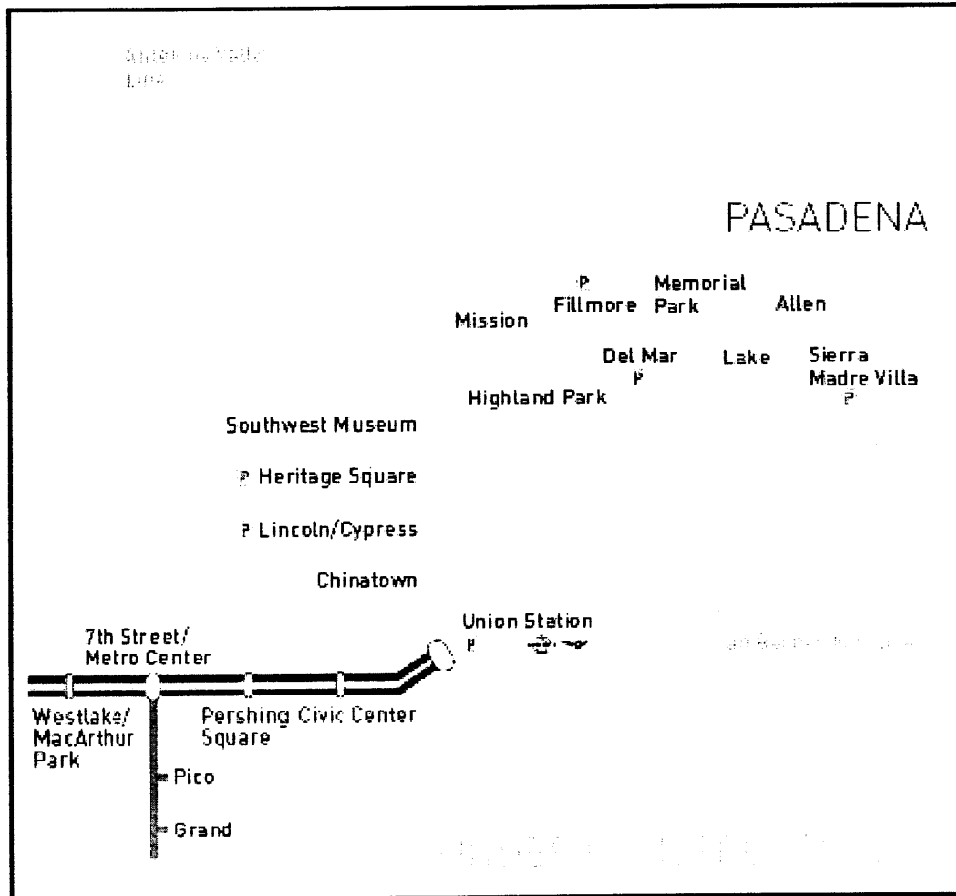 PASADENA
P
Memorial
Park
Fillmore
Allen
Mission
Del Mar
P
Lake
Sierra
Madre Villa
P
Highland Park
Southwest Museum
P Heritage Square
P Lincoln/Cypress
Chinatown
Union Station
P
7th Street/
Metro Center
Westlake/
MacArthur
Park
Pershing
Square
Civic Center
Pico
Grand